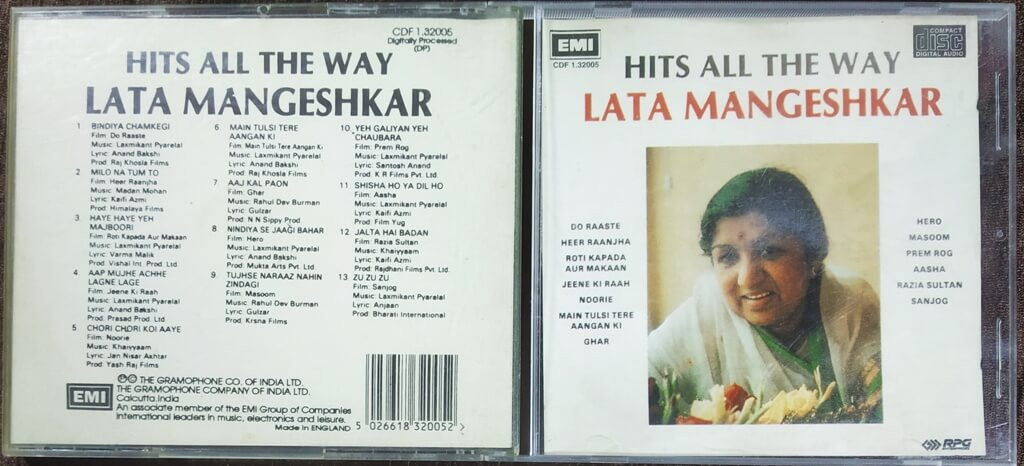 CDF 1.32005
Digitally Processed
(DP)
HITS ALL THE WAY
LATA MANGESHKAR
1 BINDIYA CHAMKEGI
Film: Do Raaste
Music: Laxmikant Pyarelal
Lyric: Anand Bakshi
Prod: Raj Khosla Films
2 MILO NA TUM TO
Film: Heer Raanjha
Music: Madan Mohan
Lyric: Kaifi Azmi
Prod: Himalaya Films
3 HAYE HAYE YEH
MAJBOORI
Film: Roti Kapada Aur Makaan
Music: Laxmikant Pyarelal
Lyric: Varma Malik
Prod: Vishal Int. Prod. Ltd
4 AAP MUJHE ACHHE
LAGNE LAGE
Film: Jeene Ki Raah
Music: Laxmikant Pyarelal
Lyric: Anand Bakshi
Prod: Prasad Prod. Ltd
5 CHORI CHORI KOI AAYE
Film: Noorie
Music: Khaiyyaam
Lyric: Jan Nisar Akhtar
Prod: Yash Raj Films
6 MAIN TULSI TERE
AANGAN KI
Film: Main Tulsi Tere Aangan Ki
Music: Laxmikant Pyarelal
Lyric: Anand Bakshi
Prod: Raj Khosla Films
7 AAJ KAL PAON
Film: Ghar
Music: Rahul Dev Burman
Lyric: Gulzar
Prod: N N Sippy Prod
8 NINDIYA SE JAAGI BAHAR
Film: Hero
Music: Laxmikant Pyarelal
Lyric: Anand Bakshi
Prod: Mukta Arts Pvt. Ltd
9 TUJHSE NARAAZ NAHIN
ZINDAGI
Film: Masoom
Music: Rahul Dev Burman
Lyric: Gulzar
Prod: Krsna Films
10 YEH GALIYAN YEH
CHAUBARA
Film: Prem Rog
Music: Laxmikant Pyarelal
Lyric: Santosh Anand
Prod: K R Films Pvt. Ltd.
11 SHISHA HO YA DIL HO
Film: Aasha
Music: Laxmikant Pyarelal
Lyric: Kaifi Azmi
Prod: Film Yug
12 JALTA HAI BADAN
Film: Razia Sultan
Music: Khaiyyaam
Lyric: Kaifi Azmi
Prod: Rajdhani Films Pvt. Ltd
13. ZU ZU ZU
Film: Sanjog
Music: Laxmikant Pyarelal
Lyric: Anjaan
Prod: Bharati International
EMI
℗© THE GRAMOPHONE CO. OF INDIA LTD.
THE GRAMOPHONE COMPANY OF INDIA LTD.
Calcutta.India
An associate member of the EMI Group of Companies
International leaders in music, electronics and leisure.
Made in ENGLAND
5 026618 320052 >
EMI
CDF 1.32005
COMPACT
disc
DIGITAL AUDIO
HITS ALL THE WAY
LATA MANGESHKAR
DO RAASTE
HEER RAANJHA
ROTI KAPADA
AUR MAKAAN
JEENE KI RAAH
NOORIE
MAIN TULSI TERE
AANGAN KI
GHAR
HERO
MASOOM
PREM ROG
AASHA
RAZIA SULTAN
SANJOG
RPG